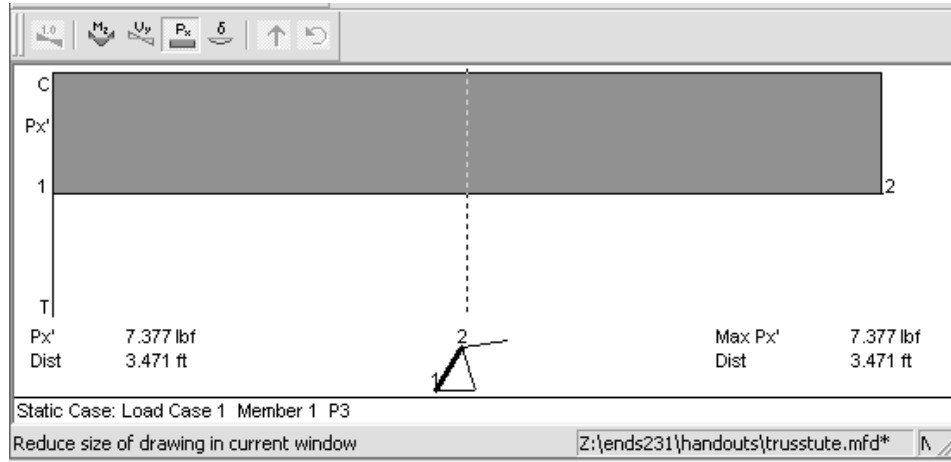 1.0 Mz Vy Px δ
C
Px'
1 2
T
Px' 7.377 lbf 2 Max Px' 7.377 lbf
Dist 3.471 ft 1 Dist 3.471 ft
Static Case: Load Case 1 Member 1 P3
Reduce size of drawing in current window Z:\ends231\handouts\trusstute.mfd*